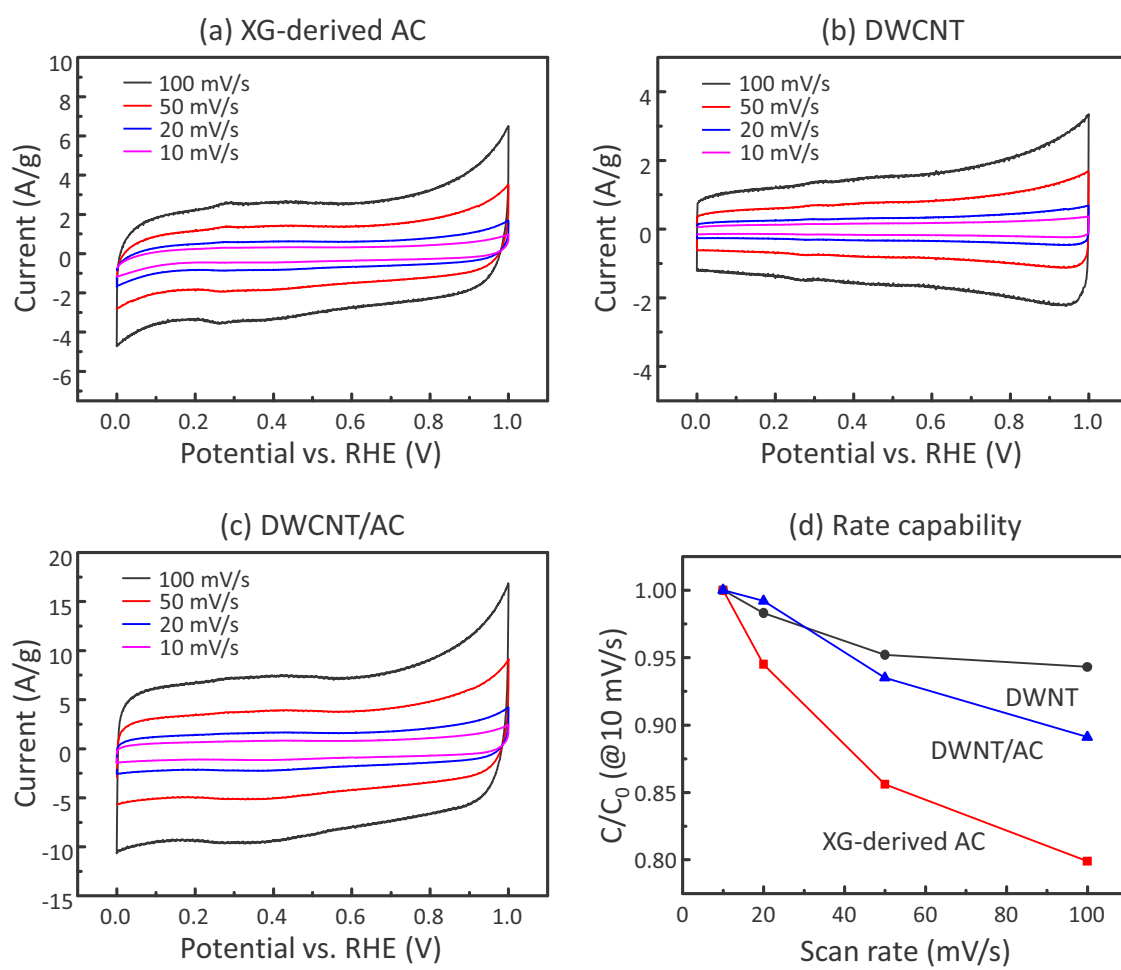 (a) XG-derived AC
10
8
6
4
2
0
-2
-4
-6
Current (A/g)
100 mV/s
50 mV/s
20 mV/s
10 mV/s
0.0 0.2 0.4 0.6 0.8 1.0
Potential vs. RHE (V)
(b) DWCNT
4
2
0
-2
-4
Current (A/g)
100 mV/s
50 mV/s
20 mV/s
10 mV/s
0.0 0.2 0.4 0.6 0.8 1.0
Potential vs. RHE (V)
(c) DWCNT/AC
20
15
10
5
0
-5
-10
-15
Current (A/g)
100 mV/s
50 mV/s
20 mV/s
10 mV/s
0.0 0.2 0.4 0.6 0.8 1.0
Potential vs. RHE (V)
(d) Rate capability
1.00
0.95
0.90
0.85
0.80
C/C₀ (@10 mV/s)
DWNT
DWNT/AC
XG-derived AC
0 20 40 60 80 100
Scan rate (mV/s)